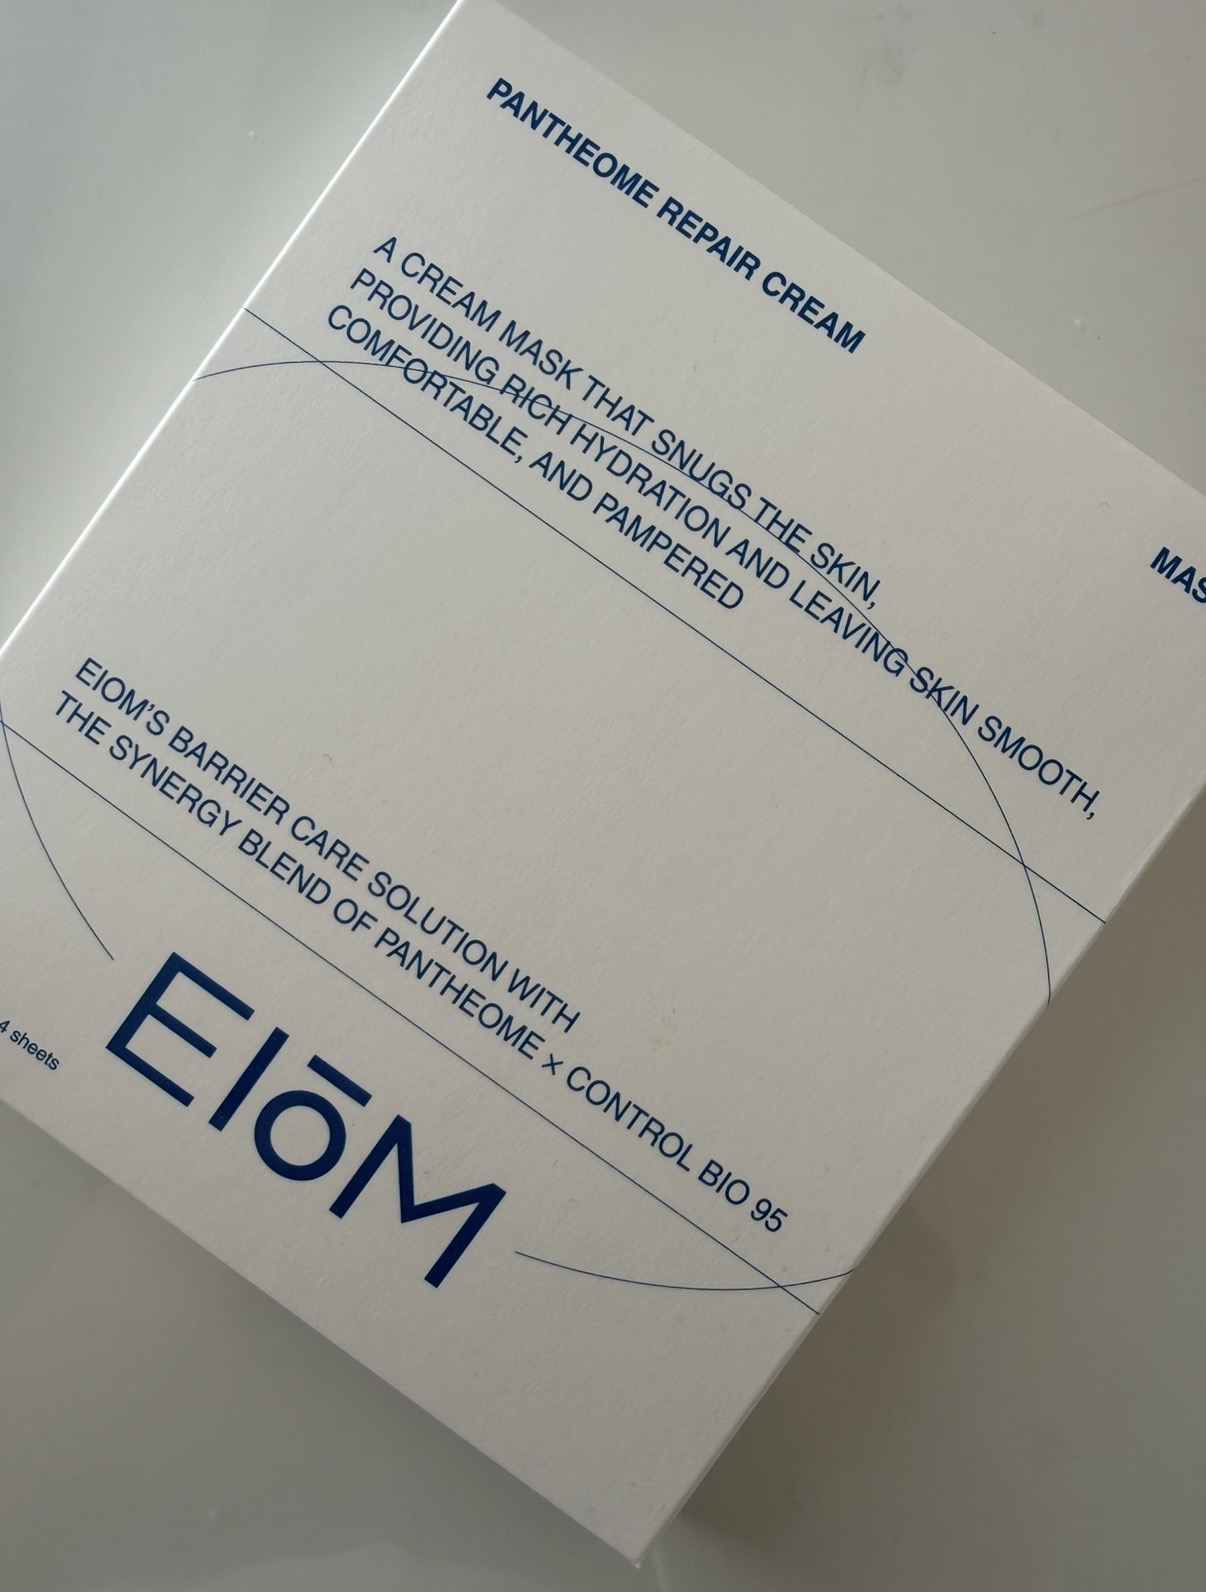 PANTHEOME REPAIR CREAM
A CREAM MASK THAT SNUGS THE SKIN,
PROVIDING RICH HYDRATION AND LEAVING SKIN SMOOTH,
COMFORTABLE, AND PAMPERED
EIOM'S BARRIER CARE SOLUTION WITH
THE SYNERGY BLEND OF PANTHEOME × CONTROL BIO 95
4 sheets
EIōM